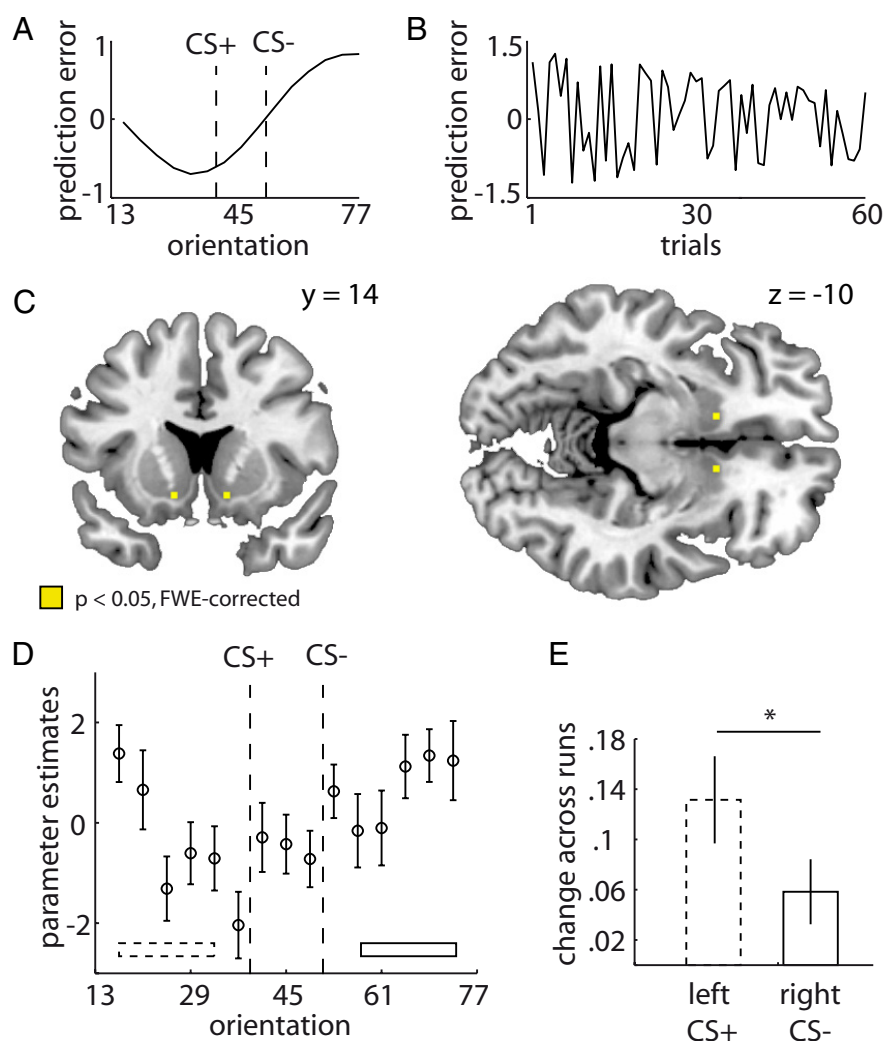 A
CS+ CS-
prediction error
1
0
-1
13 45 77
orientation
B
prediction error
1.5
0
-1.5
1 30 60
trials
C
y = 14
z = -10
p < 0.05, FWE-corrected
D
CS+ CS-
parameter estimates
2
0
-2
13 29 45 61 77
orientation
E
*
change across runs
.18
.14
.1
.06
.02
left right
CS+ CS-